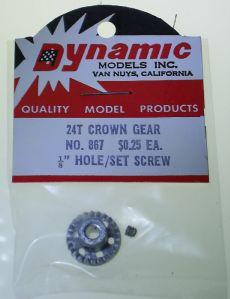 Dynamic
MODELS INC.
VAN NUYS, CALIFORNIA
QUALITY MODEL PRODUCTS
24T CROWN GEAR
NO. 867 $0.25 EA.
1/8" HOLE/SET SCREW